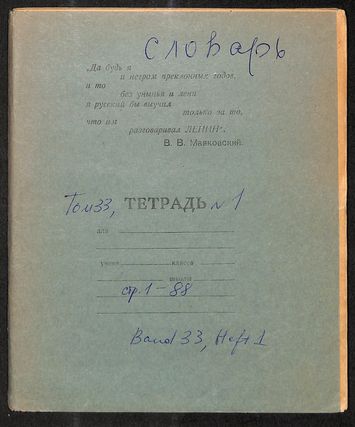 Словарь
„Да будь я
и негром преклонных годов,
и то
без унынья и лени
я русский бы выучил
только за то,
что им
разговаривал ЛЕНИН“.
В. В. Маяковский.
Том 33, ТЕТРАДЬ № 1
для
учени класса
школы
стр. 1-88
Band 33, Heft 1